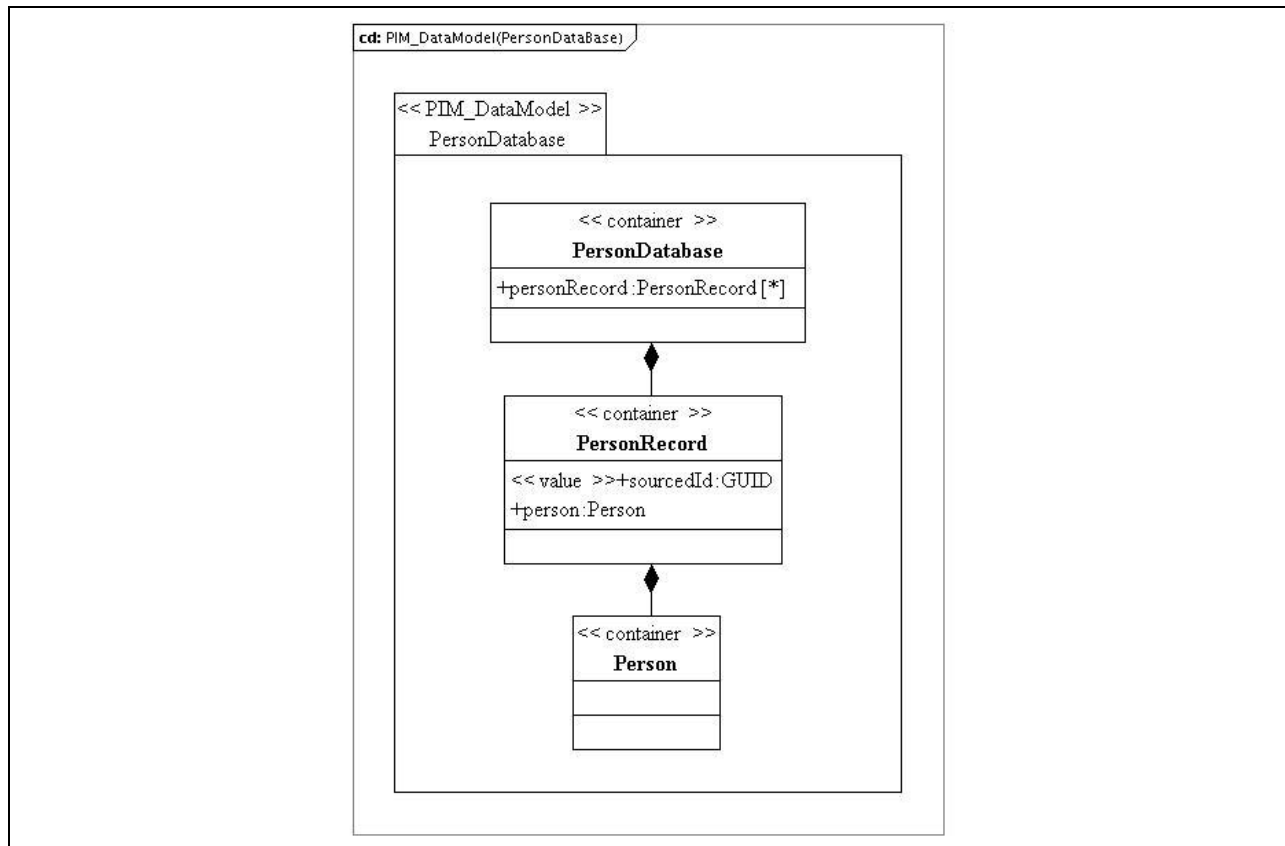 cd: PIM_DataModel(PersonDataBase)
<< PIM_DataModel >>
PersonDatabase
<< container >>
PersonDatabase
+personRecord:PersonRecord[*]
<< container >>
PersonRecord
<< value >>+sourcedId:GUID
+person:Person
<< container >>
Person